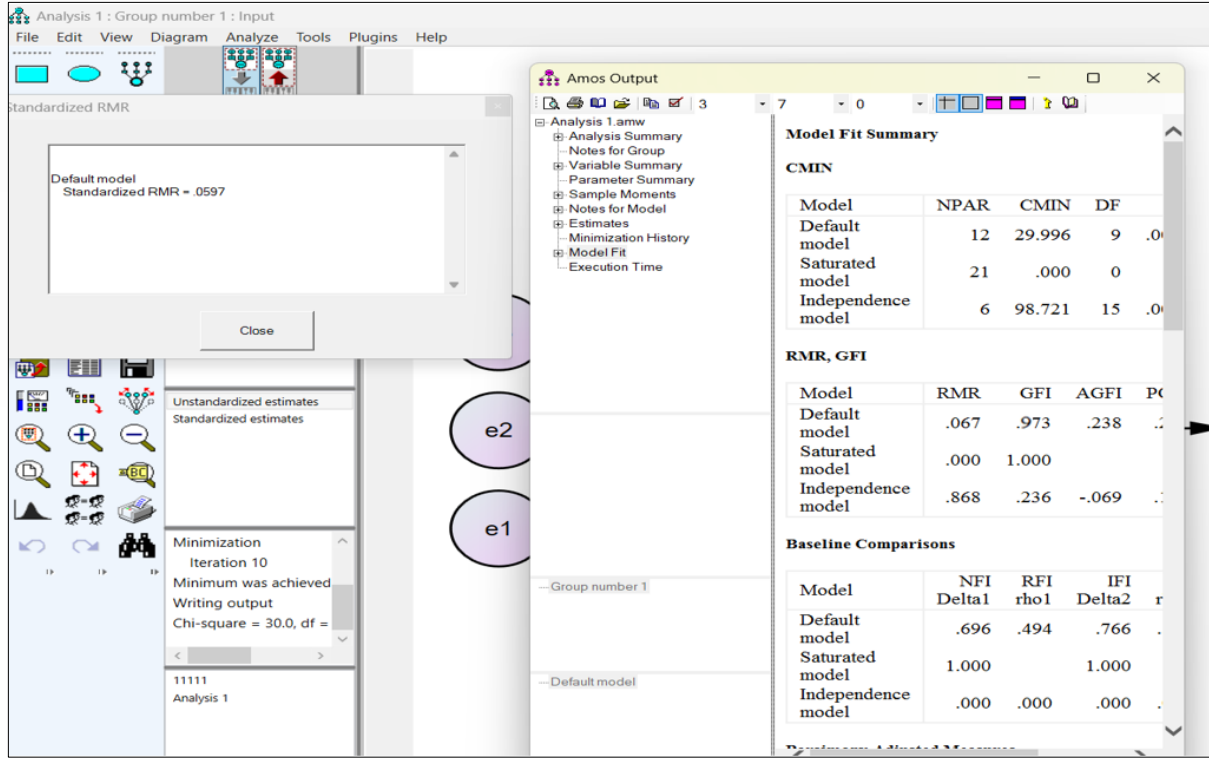 Analysis 1 : Group number 1 : Input
File Edit View Diagram Analyze Tools Plugins Help
Standardized RMR
Default model
Standardized RMR = .0597
Close
Unstandardized estimates
Standardized estimates
Minimization
Iteration 10
Minimum was achieved
Writing output
Chi-square = 30.0, df =
11111
Analysis 1
e2
e1
Amos Output
3 7 0
Analysis 1.amw
Analysis Summary
Notes for Group
Variable Summary
Parameter Summary
Sample Moments
Notes for Model
Estimates
Minimization History
Model Fit
Execution Time
Group number 1
Default model
Model Fit Summary
CMIN
Model NPAR CMIN DF
Default model 12 29.996 9
Saturated model 21 .000 0
Independence model 6 98.721 15
RMR, GFI
Model RMR GFI AGFI
Default model .067 .973 .238
Saturated model .000 1.000
Independence model .868 .236 -.069
Baseline Comparisons
Model NFI Delta1 RFI rho1 IFI Delta2
Default model .696 .494 .766
Saturated model 1.000 1.000
Independence model .000 .000 .000